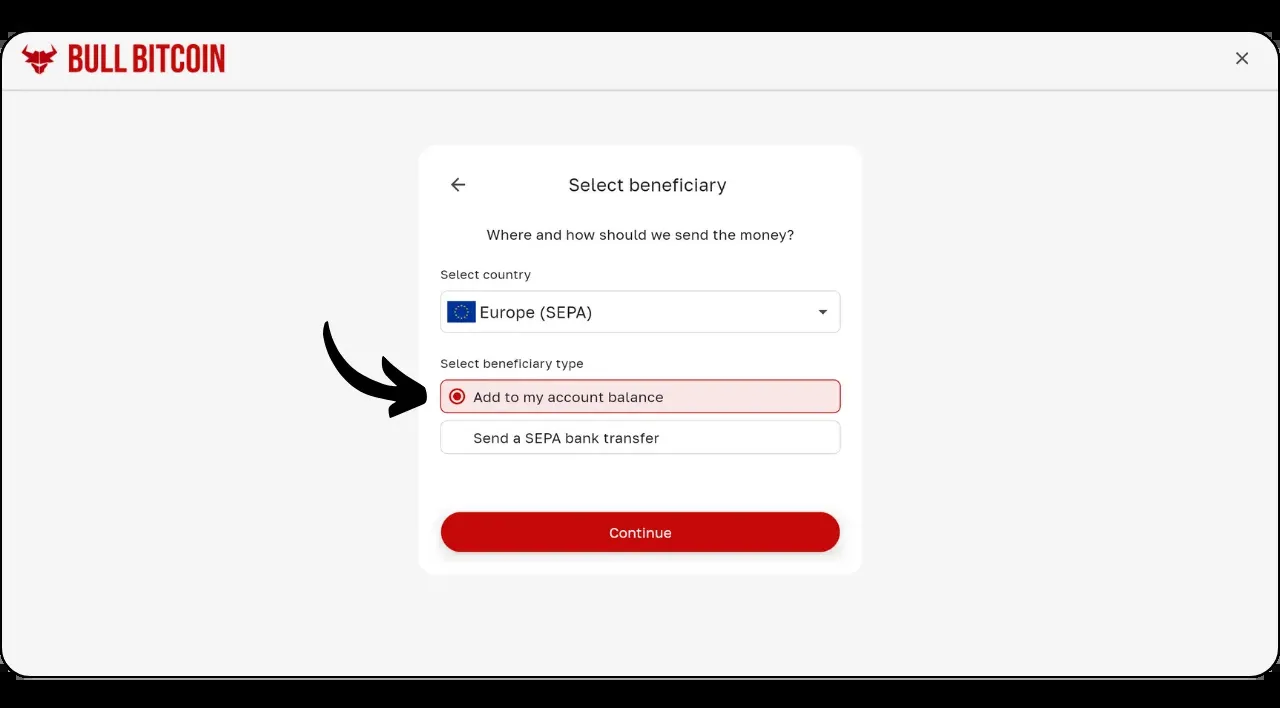 BULL BITCOIN
Select beneficiary
Where and how should we send the money?
Select country
Europe (SEPA)
Select beneficiary type
Add to my account balance
Send a SEPA bank transfer
Continue